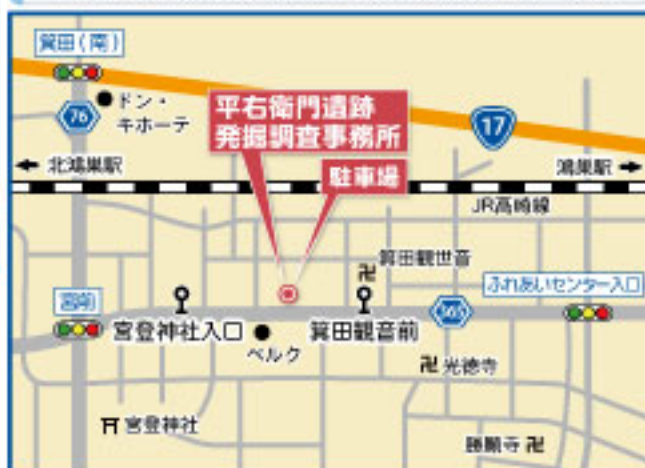 箕田(南)
ドン・
キホーテ
76
平右衛門遺跡
発掘調査事務所
17
駐車場
← 北鴻巣駅
鴻巣駅 →
JR高崎線
箕田観世音
ふれあいセンター入口
宮前
宮登神社入口
ベルク
箕田観音前
365
光徳寺
宮登神社
勝願寺